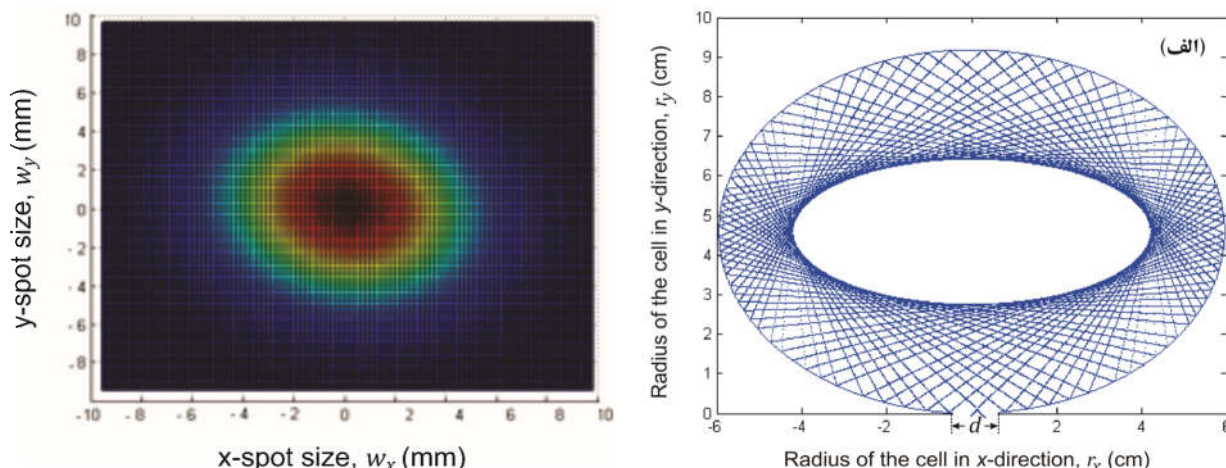 10
8
6
4
2
0
- 2
- 4
- 6
- 8
-10 - 8 - 4 - 2 0 2 4 6 8 10
y-spot size, w_y (mm)
x-spot size, w_x (mm)
10
9
8
7
6
5
4
3
2
1
0
-6 -4 -2 0 2 4 6
(الف)
d
Radius of the cell in y-direction, r_y (cm)
Radius of the cell in x-direction, r_x (cm)